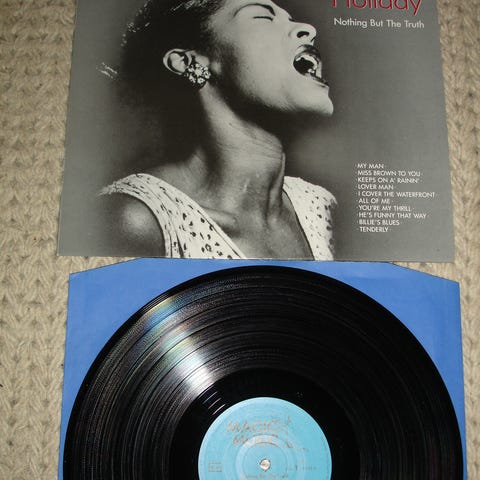 Holiday
Nothing But The Truth
·MY MAN·
·MISS BROWN TO YOU·
·KEEPS ON A' RAININ'·
·LOVER MAN·
·I COVER THE WATERFRONT·
·ALL OF ME·
·YOU'RE MY THRILL·
·HE'S FUNNY THAT WAY·
·BILLIE'S BLUES·
·TENDERLY·